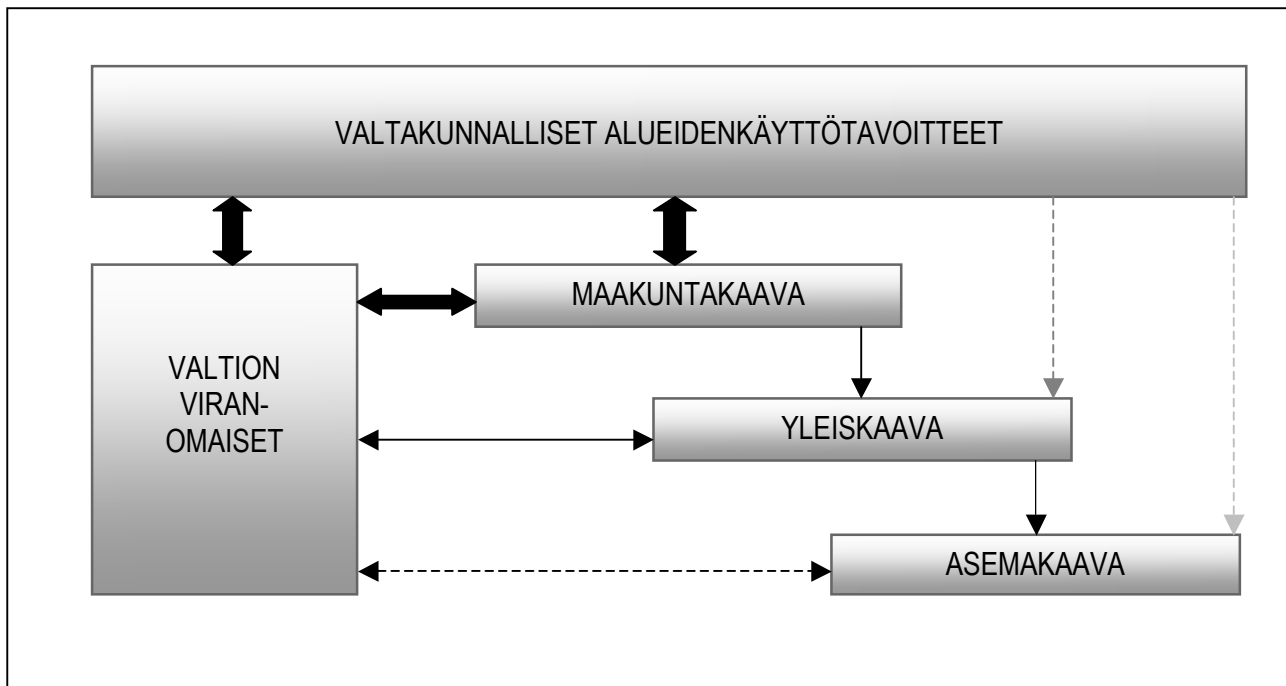 VALTAKUNNALLISET ALUEIDENKÄYTTÖTAVOITTEET
MAAKUNTAKAAVA
VALTION
VIRAN-
OMAISET
YLEISKAAVA
ASEMAKAAVA